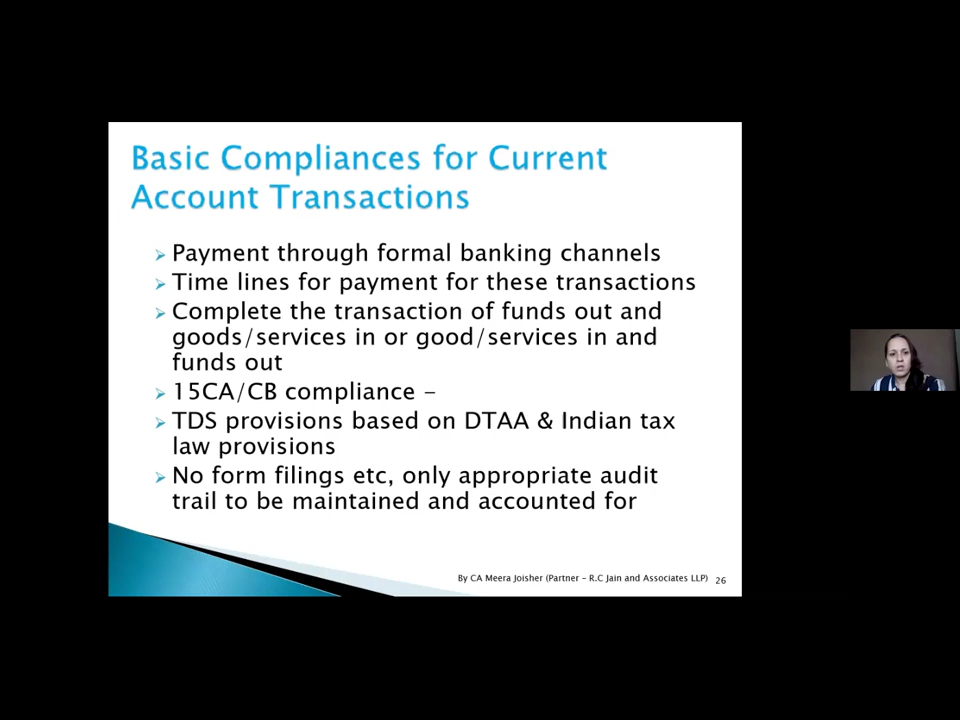 Basic Compliances for Current
Account Transactions
➢ Payment through formal banking channels
➢ Time lines for payment for these transactions
➢ Complete the transaction of funds out and
goods/services in or good/services in and
funds out
➢ 15CA/CB compliance –
➢ TDS provisions based on DTAA & Indian tax
law provisions
➢ No form filings etc, only appropriate audit
trail to be maintained and accounted for
By CA Meera Joisher (Partner – R.C Jain and Associates LLP) 26